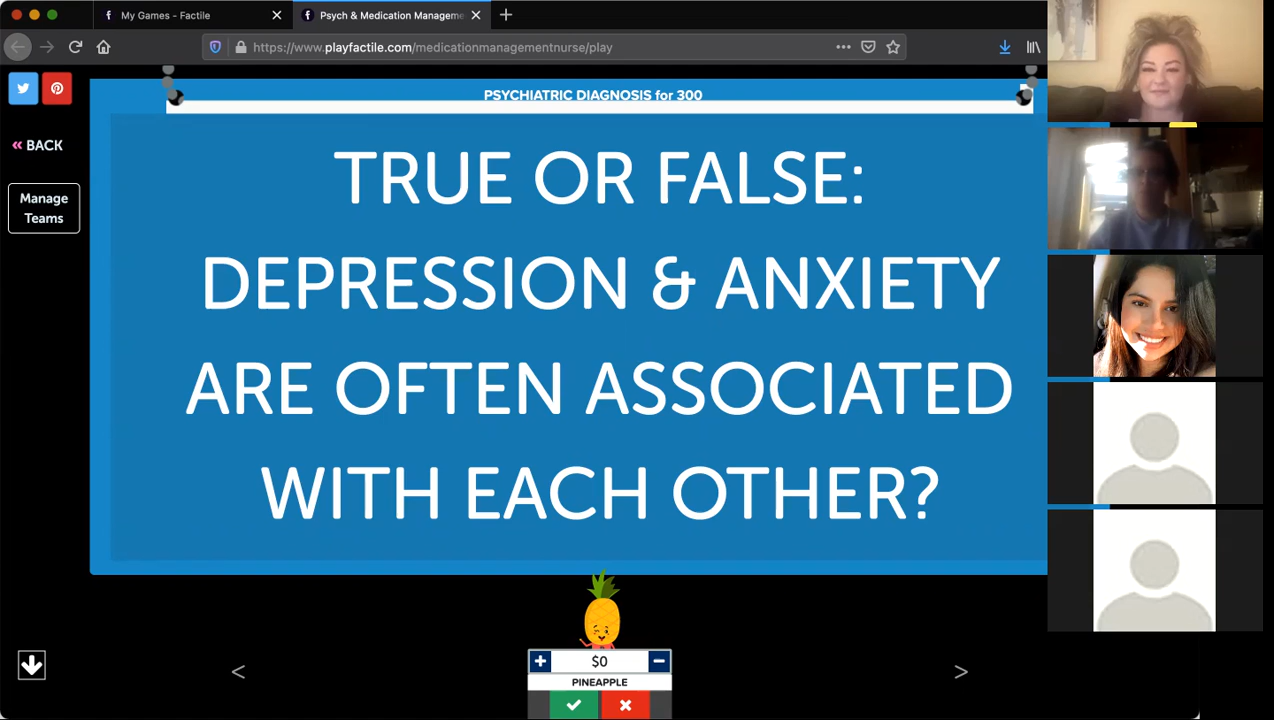 My Games - Factile
Psych & Medication Manageme
https://www.playfactile.com/medicationmanagementnurse/play
PSYCHIATRIC DIAGNOSIS for 300
« BACK
Manage
Teams
TRUE OR FALSE:
DEPRESSION & ANXIETY
ARE OFTEN ASSOCIATED
WITH EACH OTHER?
< >
+ $0 −
PINEAPPLE